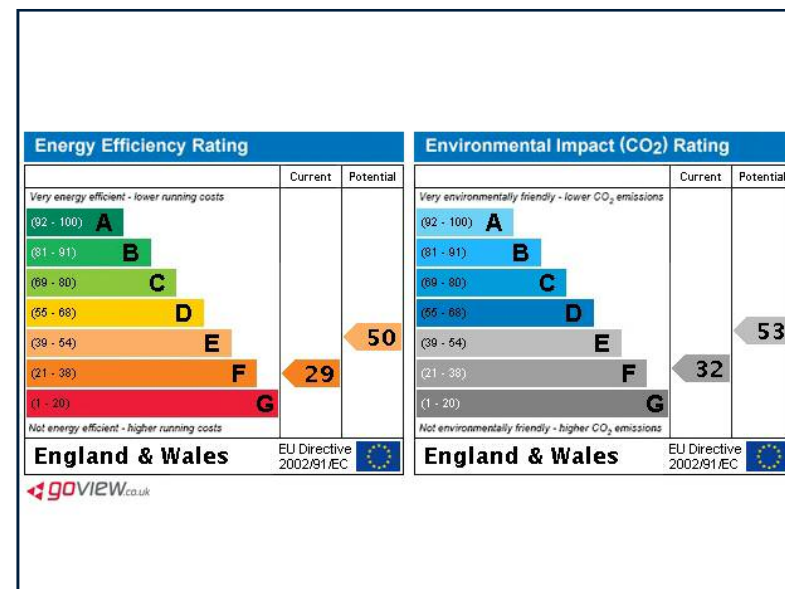 Energy Efficiency Rating
Current Potential
Very energy efficient - lower running costs
(92 - 100) A
(81 - 91) B
(69 - 80) C
(55 - 68) D
(39 - 54) E
50
(21 - 38) F
29
(1 - 20) G
Not energy efficient - higher running costs
England & Wales
EU Directive
2002/91/EC
goview.co.uk
Environmental Impact (CO2) Rating
Current Potential
Very environmentally friendly - lower CO2 emissions
(92 - 100) A
(81 - 91) B
(69 - 80) C
(55 - 68) D
(39 - 54) E
53
(21 - 38) F
32
(1 - 20) G
Not environmentally friendly - higher CO2 emissions
England & Wales
EU Directive
2002/91/EC